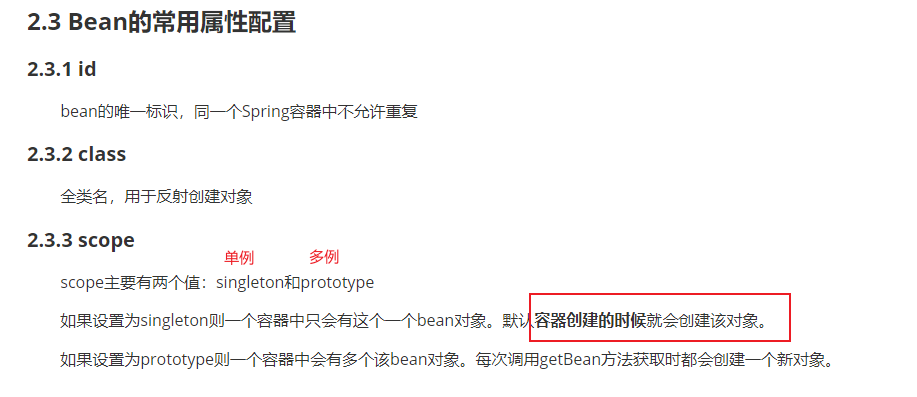 2.3 Bean的常用属性配置
2.3.1 id
bean的唯一标识，同一个Spring容器中不允许重复
2.3.2 class
全类名，用于反射创建对象
2.3.3 scope
单例 多例
scope主要有两个值：singleton和prototype
如果设置为singleton则一个容器中只会有这个一个bean对象。默认容器创建的时候就会创建该对象。
如果设置为prototype则一个容器中会有多个该bean对象。每次调用getBean方法获取时都会创建一个新对象。